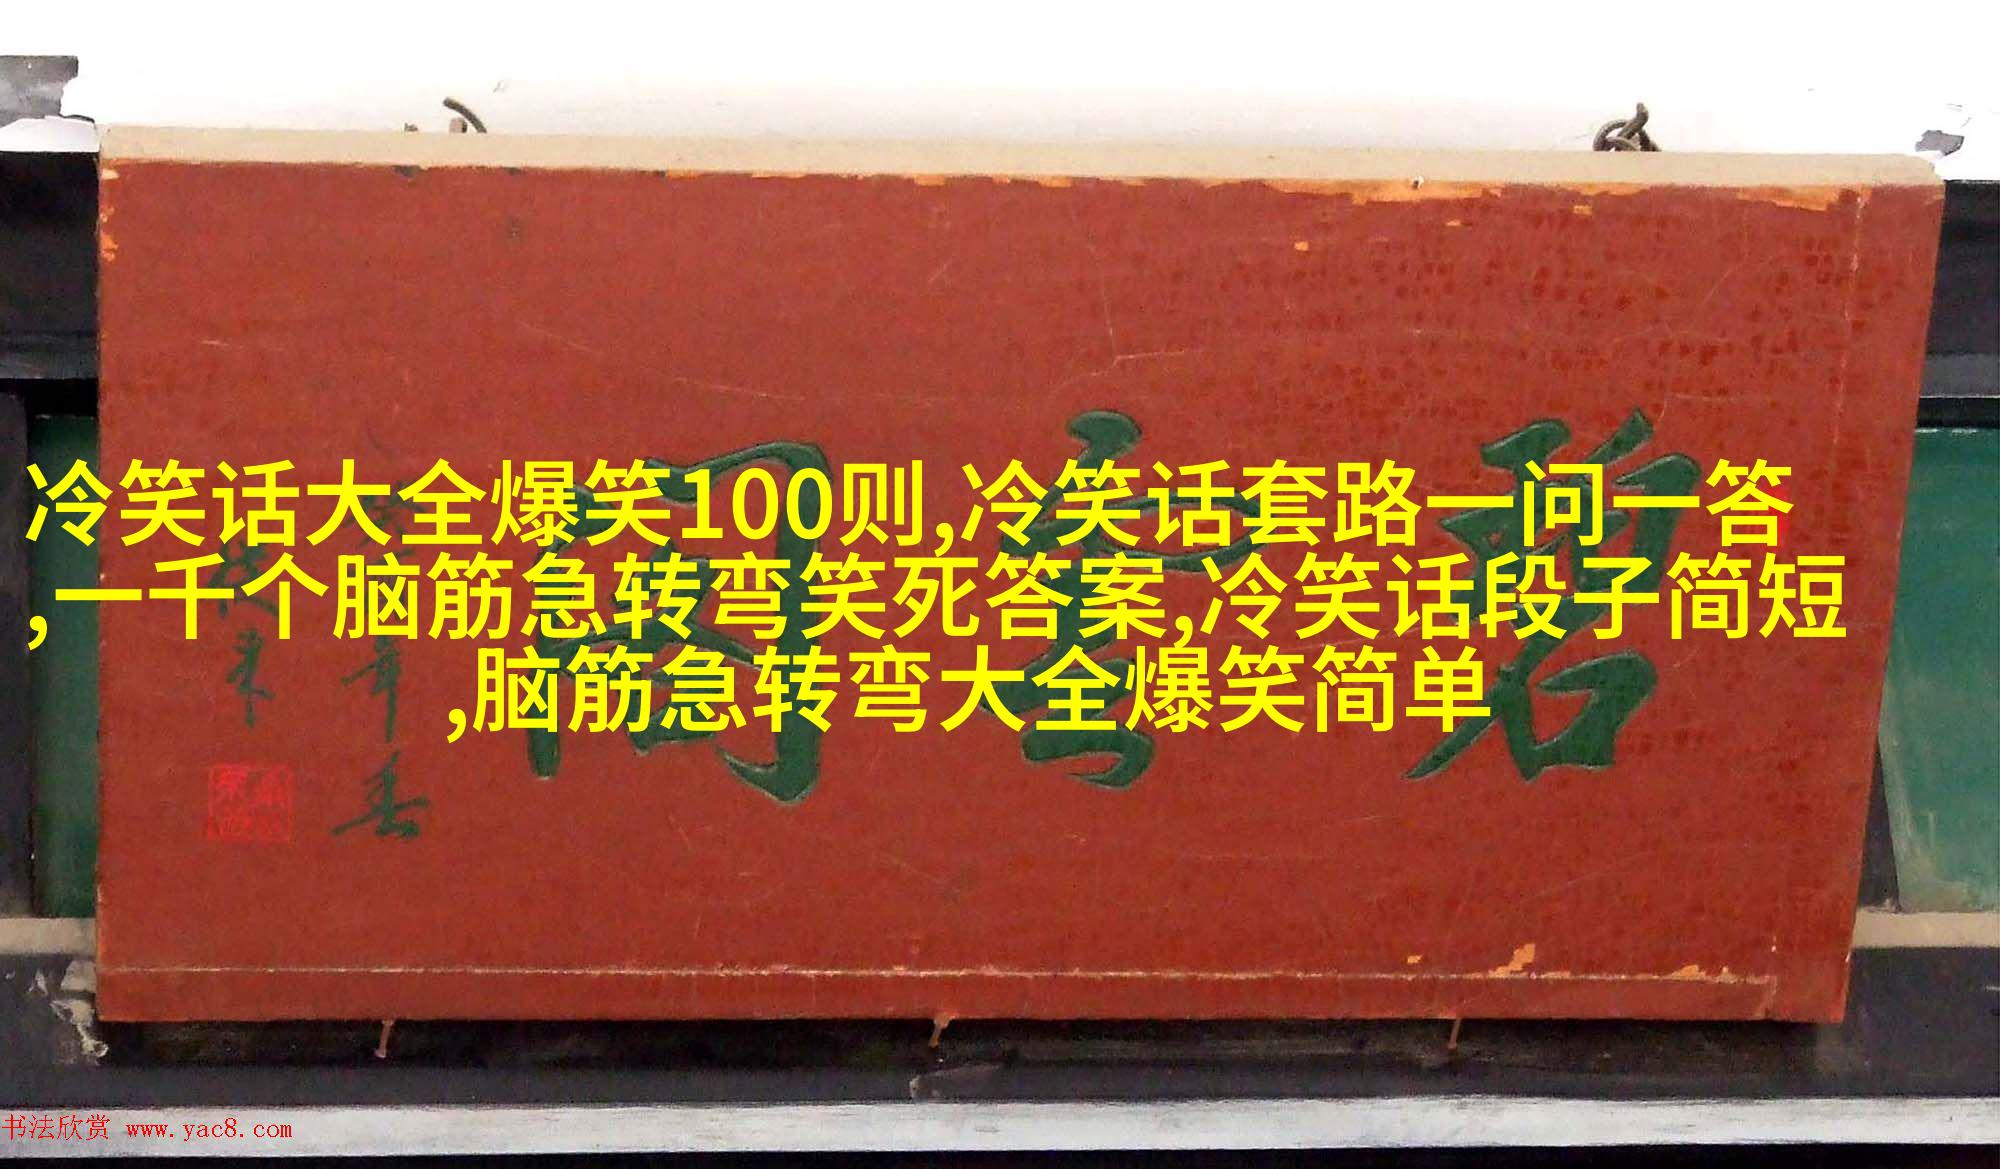 冷笑话大全爆笑100则,冷笑话套路一问一答
,一千个脑筋急转弯笑死答案,冷笑话段子简短
,脑筋急转弯大全爆笑简单
碧云阁
书法欣赏 www.yac8.com